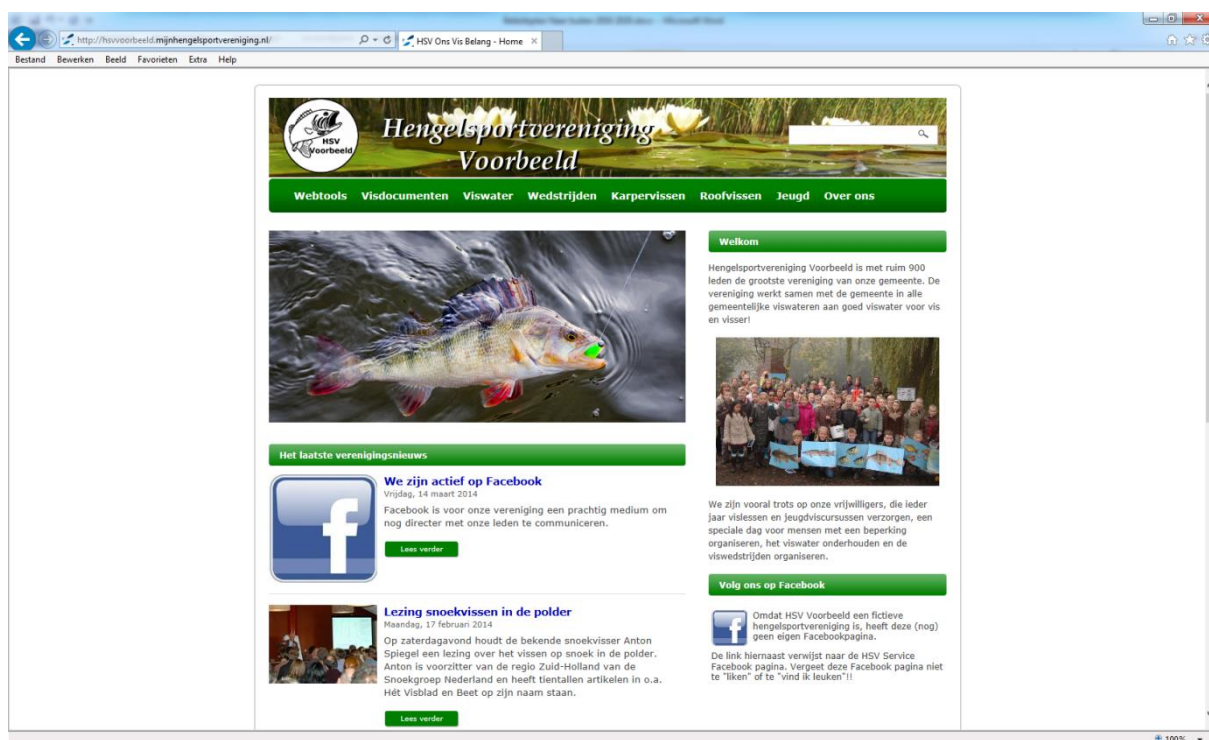 http://hsvvoorbeeld.mijnhengelsportvereniging.nl/
HSV Ons Vis Belang - Home
Bestand Bewerken Beeld Favorieten Extra Help
HSV
Voorbeeld
Hengelsportvereniging
Voorbeeld
Webtools Visdocumenten Viswater Wedstrijden Karpervissen Roofvissen Jeugd Over ons
Welkom
Hengelsportvereniging Voorbeeld is met ruim 900
leden de grootste vereniging van onze gemeente. De
vereniging werkt samen met de gemeente in alle
gemeentelijke viswateren aan goed viswater voor vis
en visser!
We zijn vooral trots op onze vrijwilligers, die ieder
jaar vislessen en jeugdviscursussen verzorgen, een
speciale dag voor mensen met een beperking
organiseren, het viswater onderhouden en de
viswedstrijden organiseren.
Volg ons op Facebook
Omdat HSV Voorbeeld een fictieve
hengelsportvereniging is, heeft deze (nog)
geen eigen Facebookpagina.
De link hiernaast verwijst naar de HSV Service
Facebook pagina. Vergeet deze Facebook pagina niet
te "liken" of te "vind ik leuken"!!
Het laatste verenigingsnieuws
We zijn actief op Facebook
Vrijdag, 14 maart 2014
Facebook is voor onze vereniging een prachtig medium om
nog directer met onze leden te communiceren.
Lees verder
Lezing snoekvissen in de polder
Maandag, 17 februari 2014
Op zaterdagavond houdt de bekende snoekvisser Anton
Spiegel een lezing over het vissen op snoek in de polder.
Anton is voorzitter van de regio Zuid-Holland van de
Snoekgroep Nederland en heeft tientallen artikelen in o.a.
Hét Visblad en Beet op zijn naam staan.
Lees verder
100%